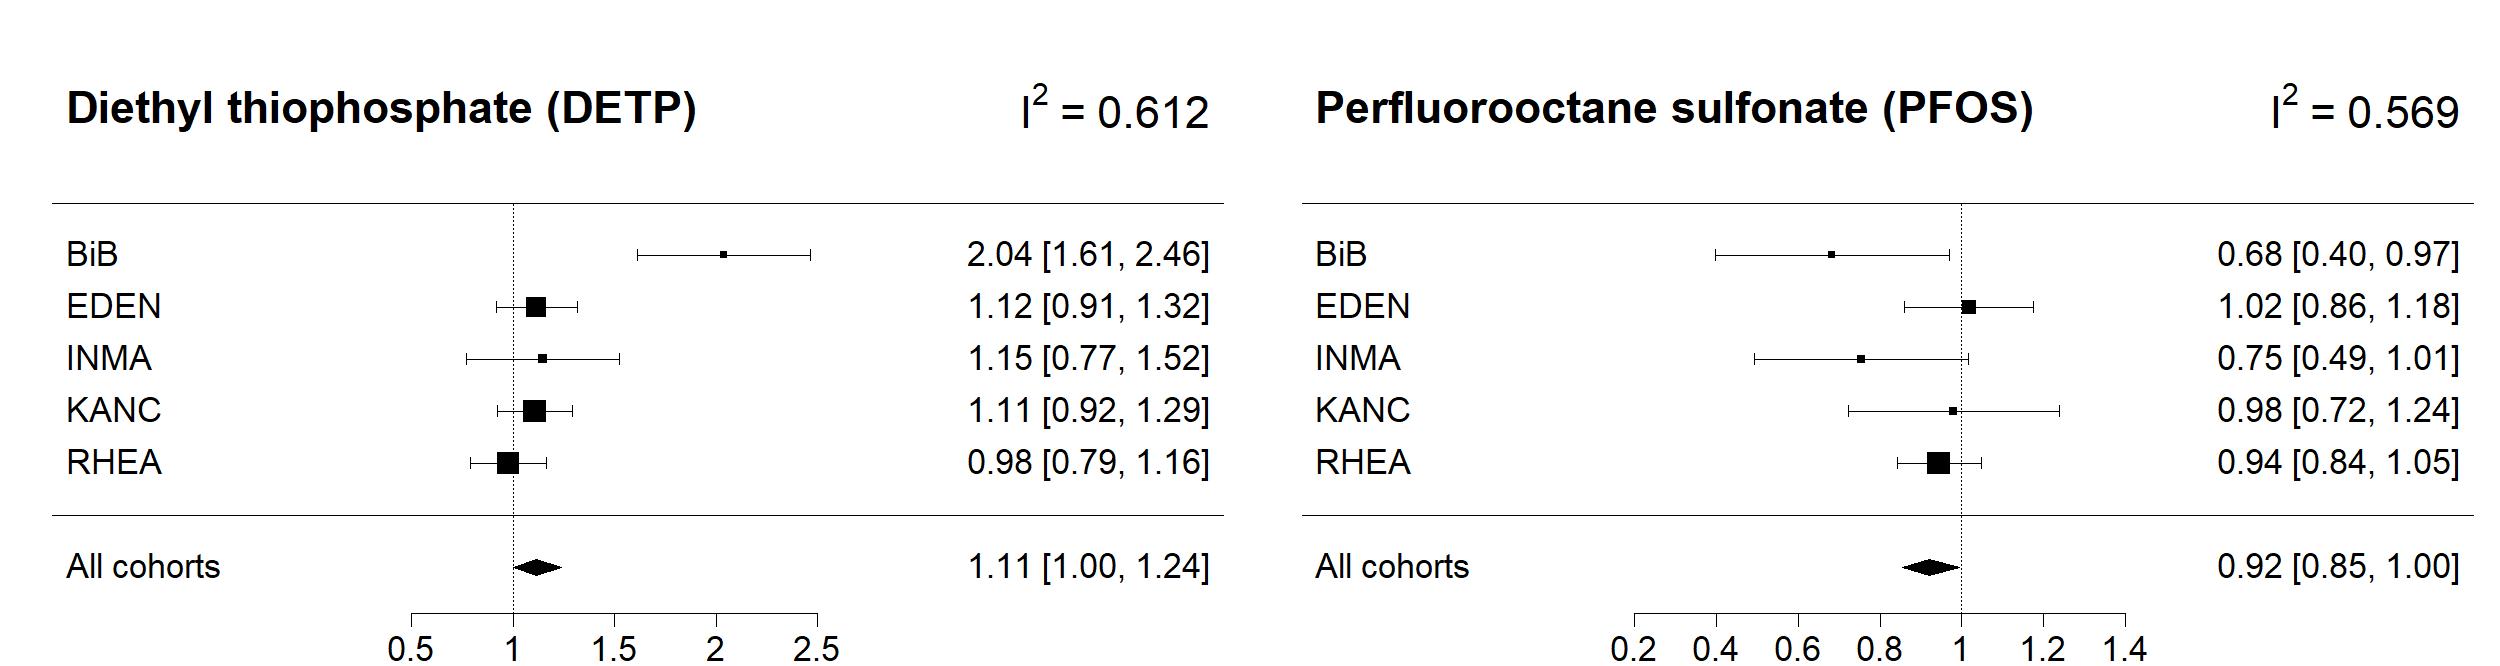 Diethyl thiophosphate (DETP) I² = 0.612
BiB 2.04 [1.61, 2.46]
EDEN 1.12 [0.91, 1.32]
INMA 1.15 [0.77, 1.52]
KANC 1.11 [0.92, 1.29]
RHEA 0.98 [0.79, 1.16]
All cohorts 1.11 [1.00, 1.24]
0.5 1 1.5 2 2.5
Perfluorooctane sulfonate (PFOS) I² = 0.569
BiB 0.68 [0.40, 0.97]
EDEN 1.02 [0.86, 1.18]
INMA 0.75 [0.49, 1.01]
KANC 0.98 [0.72, 1.24]
RHEA 0.94 [0.84, 1.05]
All cohorts 0.92 [0.85, 1.00]
0.2 0.4 0.6 0.8 1 1.2 1.4